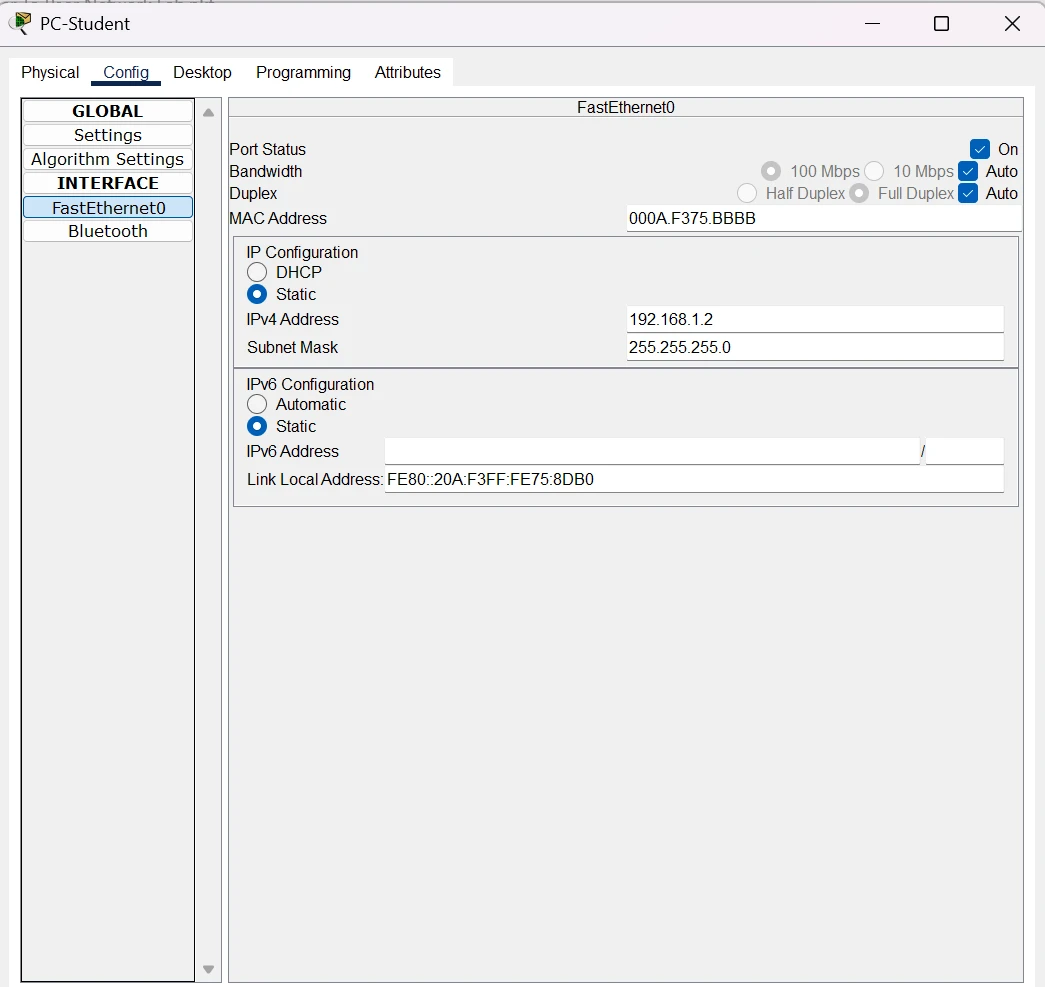 PC-Student
Physical Config Desktop Programming Attributes
GLOBAL
Settings
Algorithm Settings
INTERFACE
FastEthernet0
Bluetooth
FastEthernet0
Port Status On
Bandwidth 100 Mbps 10 Mbps Auto
Duplex Half Duplex Full Duplex Auto
MAC Address 000A.F375.BBBB
IP Configuration
DHCP
Static
IPv4 Address 192.168.1.2
Subnet Mask 255.255.255.0
IPv6 Configuration
Automatic
Static
IPv6 Address /
Link Local Address: FE80::20A:F3FF:FE75:8DB0